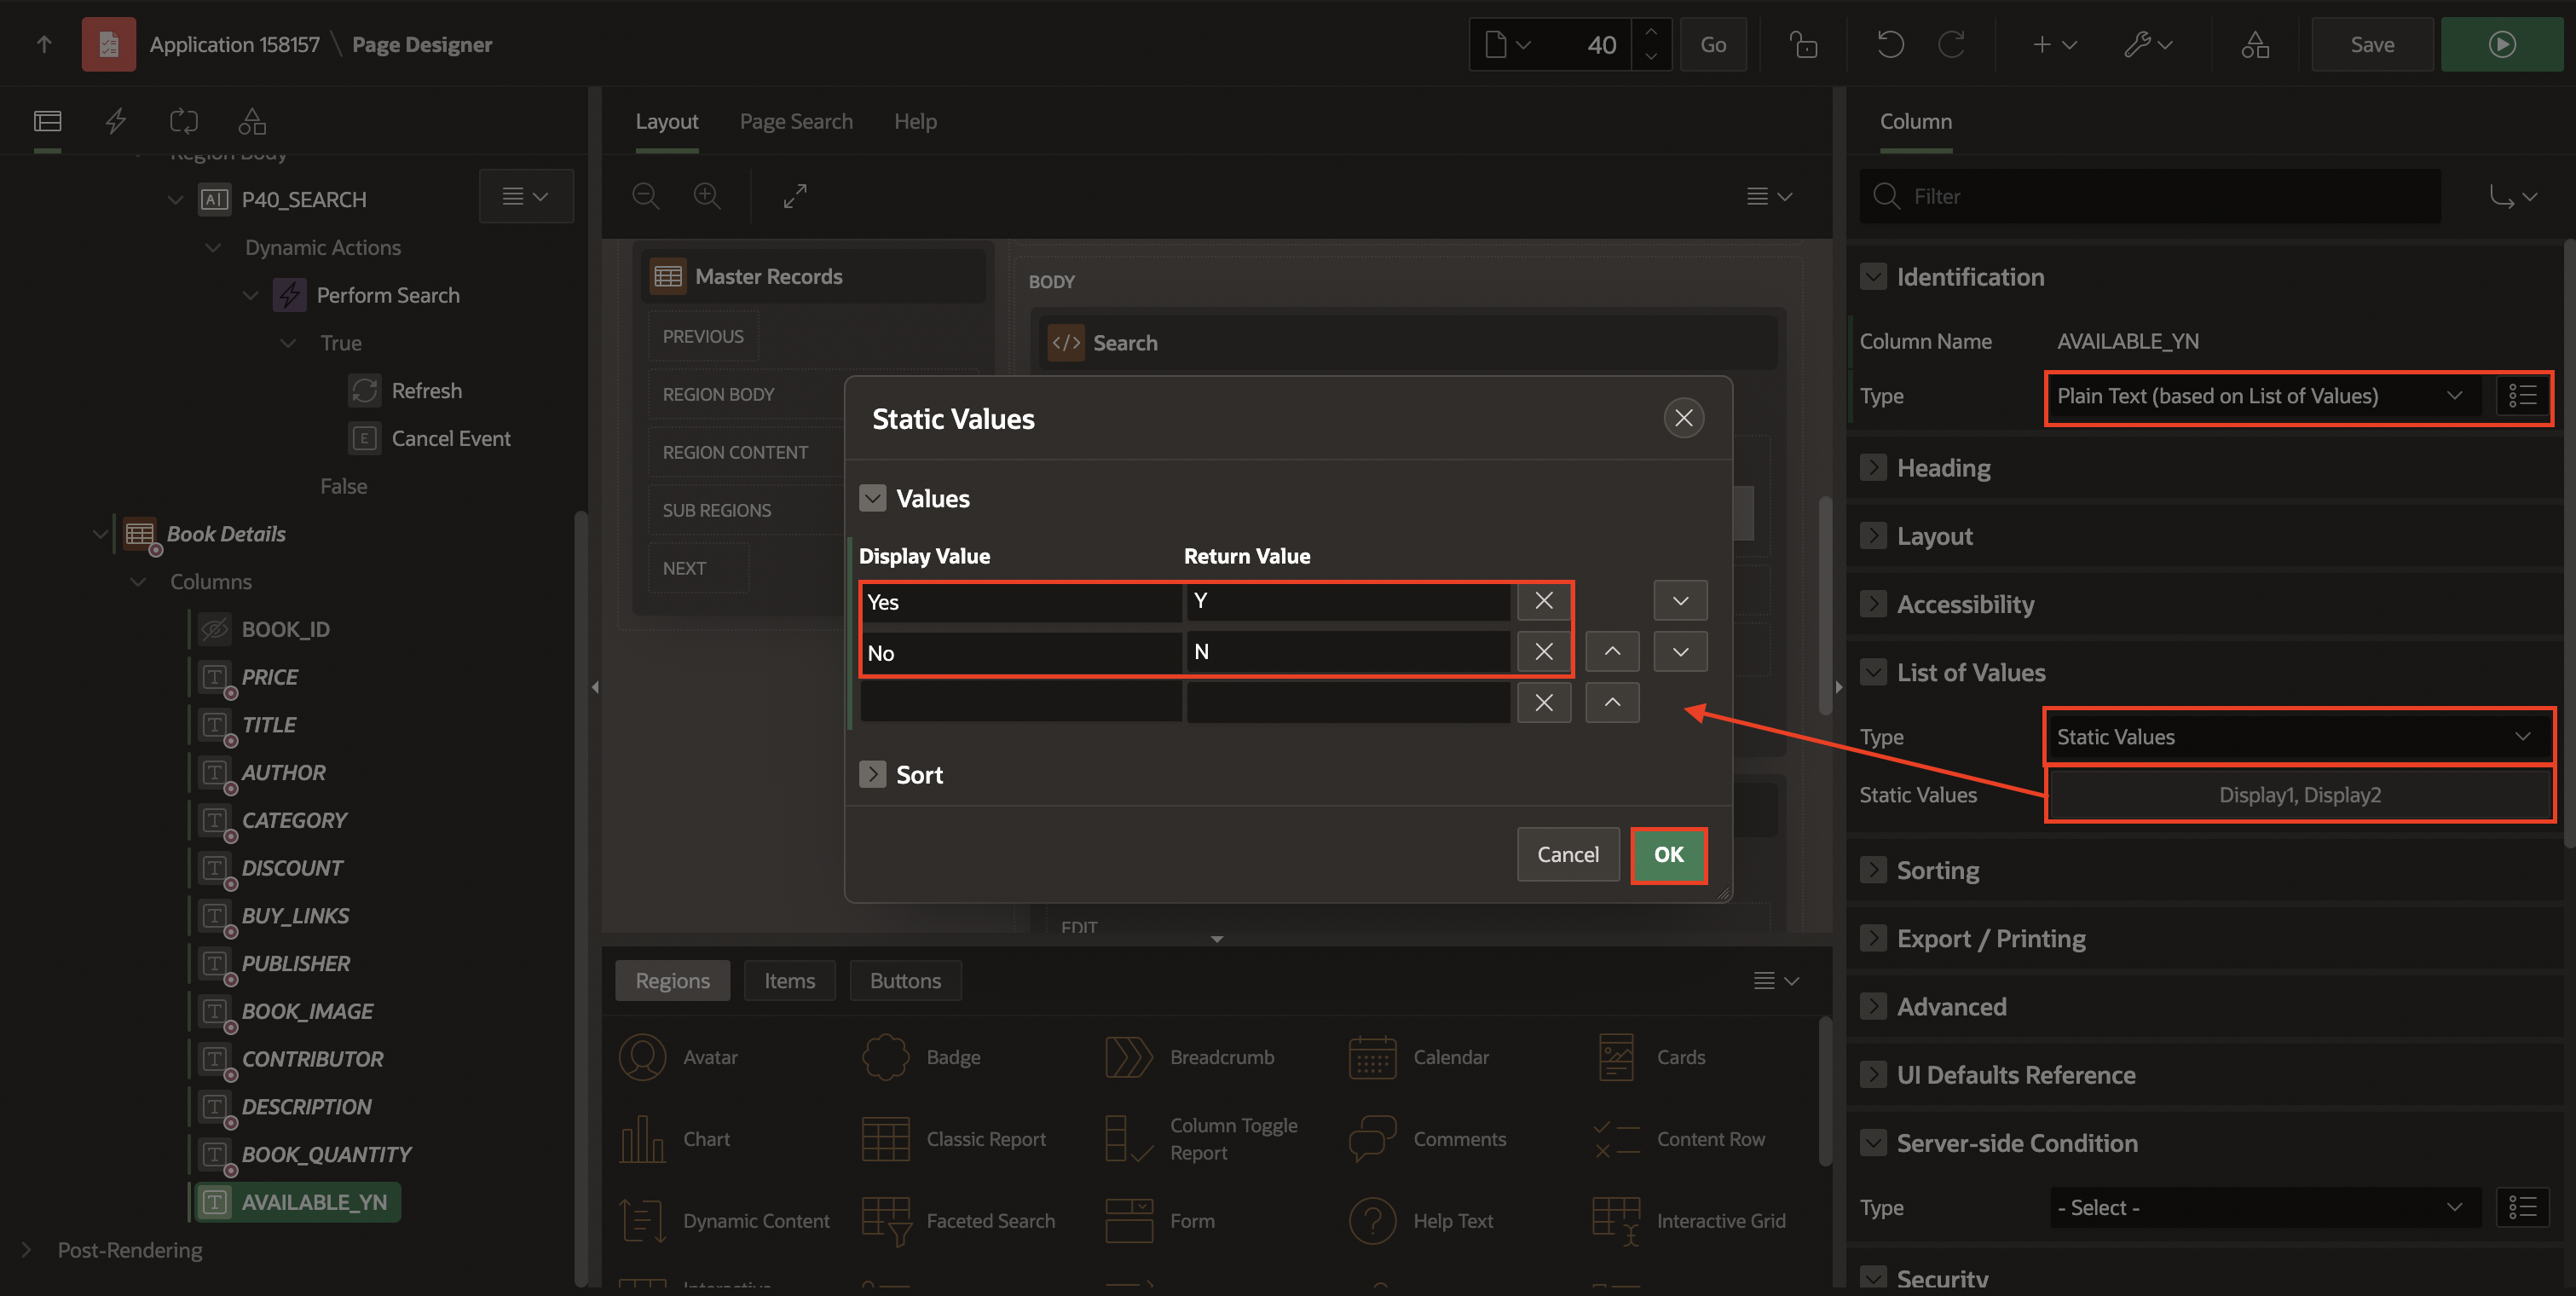 Application 158157 \ Page Designer
40
Go
Save
Region Body
P40_SEARCH
Dynamic Actions
Perform Search
True
Refresh
Cancel Event
False
Book Details
Columns
BOOK_ID
PRICE
TITLE
AUTHOR
CATEGORY
DISCOUNT
BUY_LINKS
PUBLISHER
BOOK_IMAGE
CONTRIBUTOR
DESCRIPTION
BOOK_QUANTITY
AVAILABLE_YN
Post-Rendering
Layout
Page Search
Help
Master Records
PREVIOUS
REGION BODY
REGION CONTENT
SUB REGIONS
NEXT
BODY
Search
EDIT
Static Values
Values
Display Value Return Value
Yes Y
No N
Sort
Cancel
OK
Regions
Items
Buttons
Avatar
Badge
Breadcrumb
Calendar
Cards
Chart
Classic Report
Column Toggle
Report
Comments
Content Row
Dynamic Content
Faceted Search
Form
Help Text
Interactive Grid
Interactive
Column
Filter
Identification
Column Name AVAILABLE_YN
Type Plain Text (based on List of Values)
Heading
Layout
Accessibility
List of Values
Type Static Values
Static Values Display1, Display2
Sorting
Export / Printing
Advanced
UI Defaults Reference
Server-side Condition
Type - Select -
Security